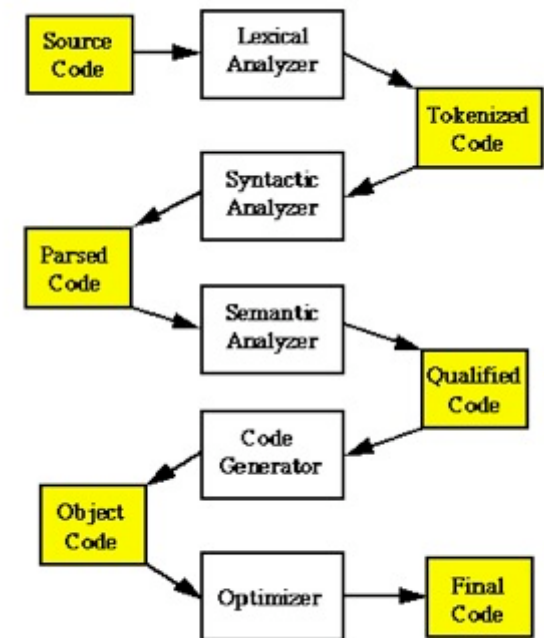 Source
Code
Lexical
Analyzer
Tokenized
Code
Syntactic
Analyzer
Parsed
Code
Semantic
Analyzer
Qualified
Code
Code
Generator
Object
Code
Optimizer
Final
Code